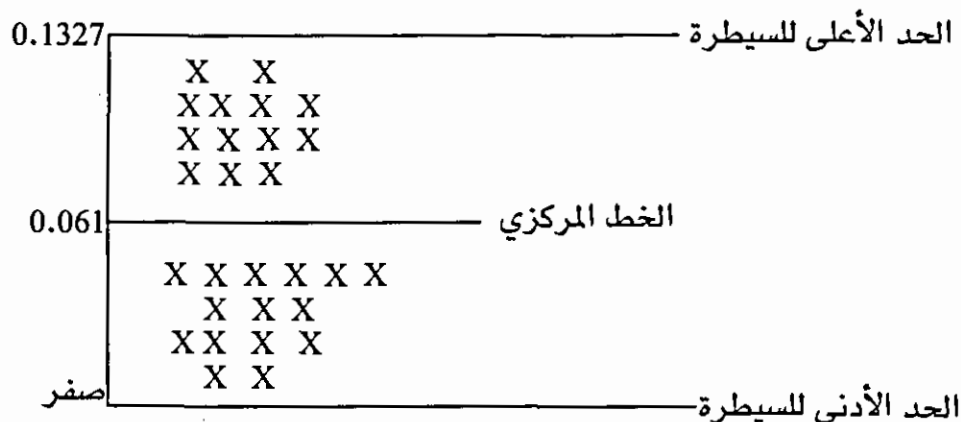 0.1327 الحد الأعلى للسيطرة
X X
X X X X
X X X X
X X X
0.061 الخط المركزي
X X X X X X
X X X
X X X X
X X
صفر الحد الأدنى للسيطرة